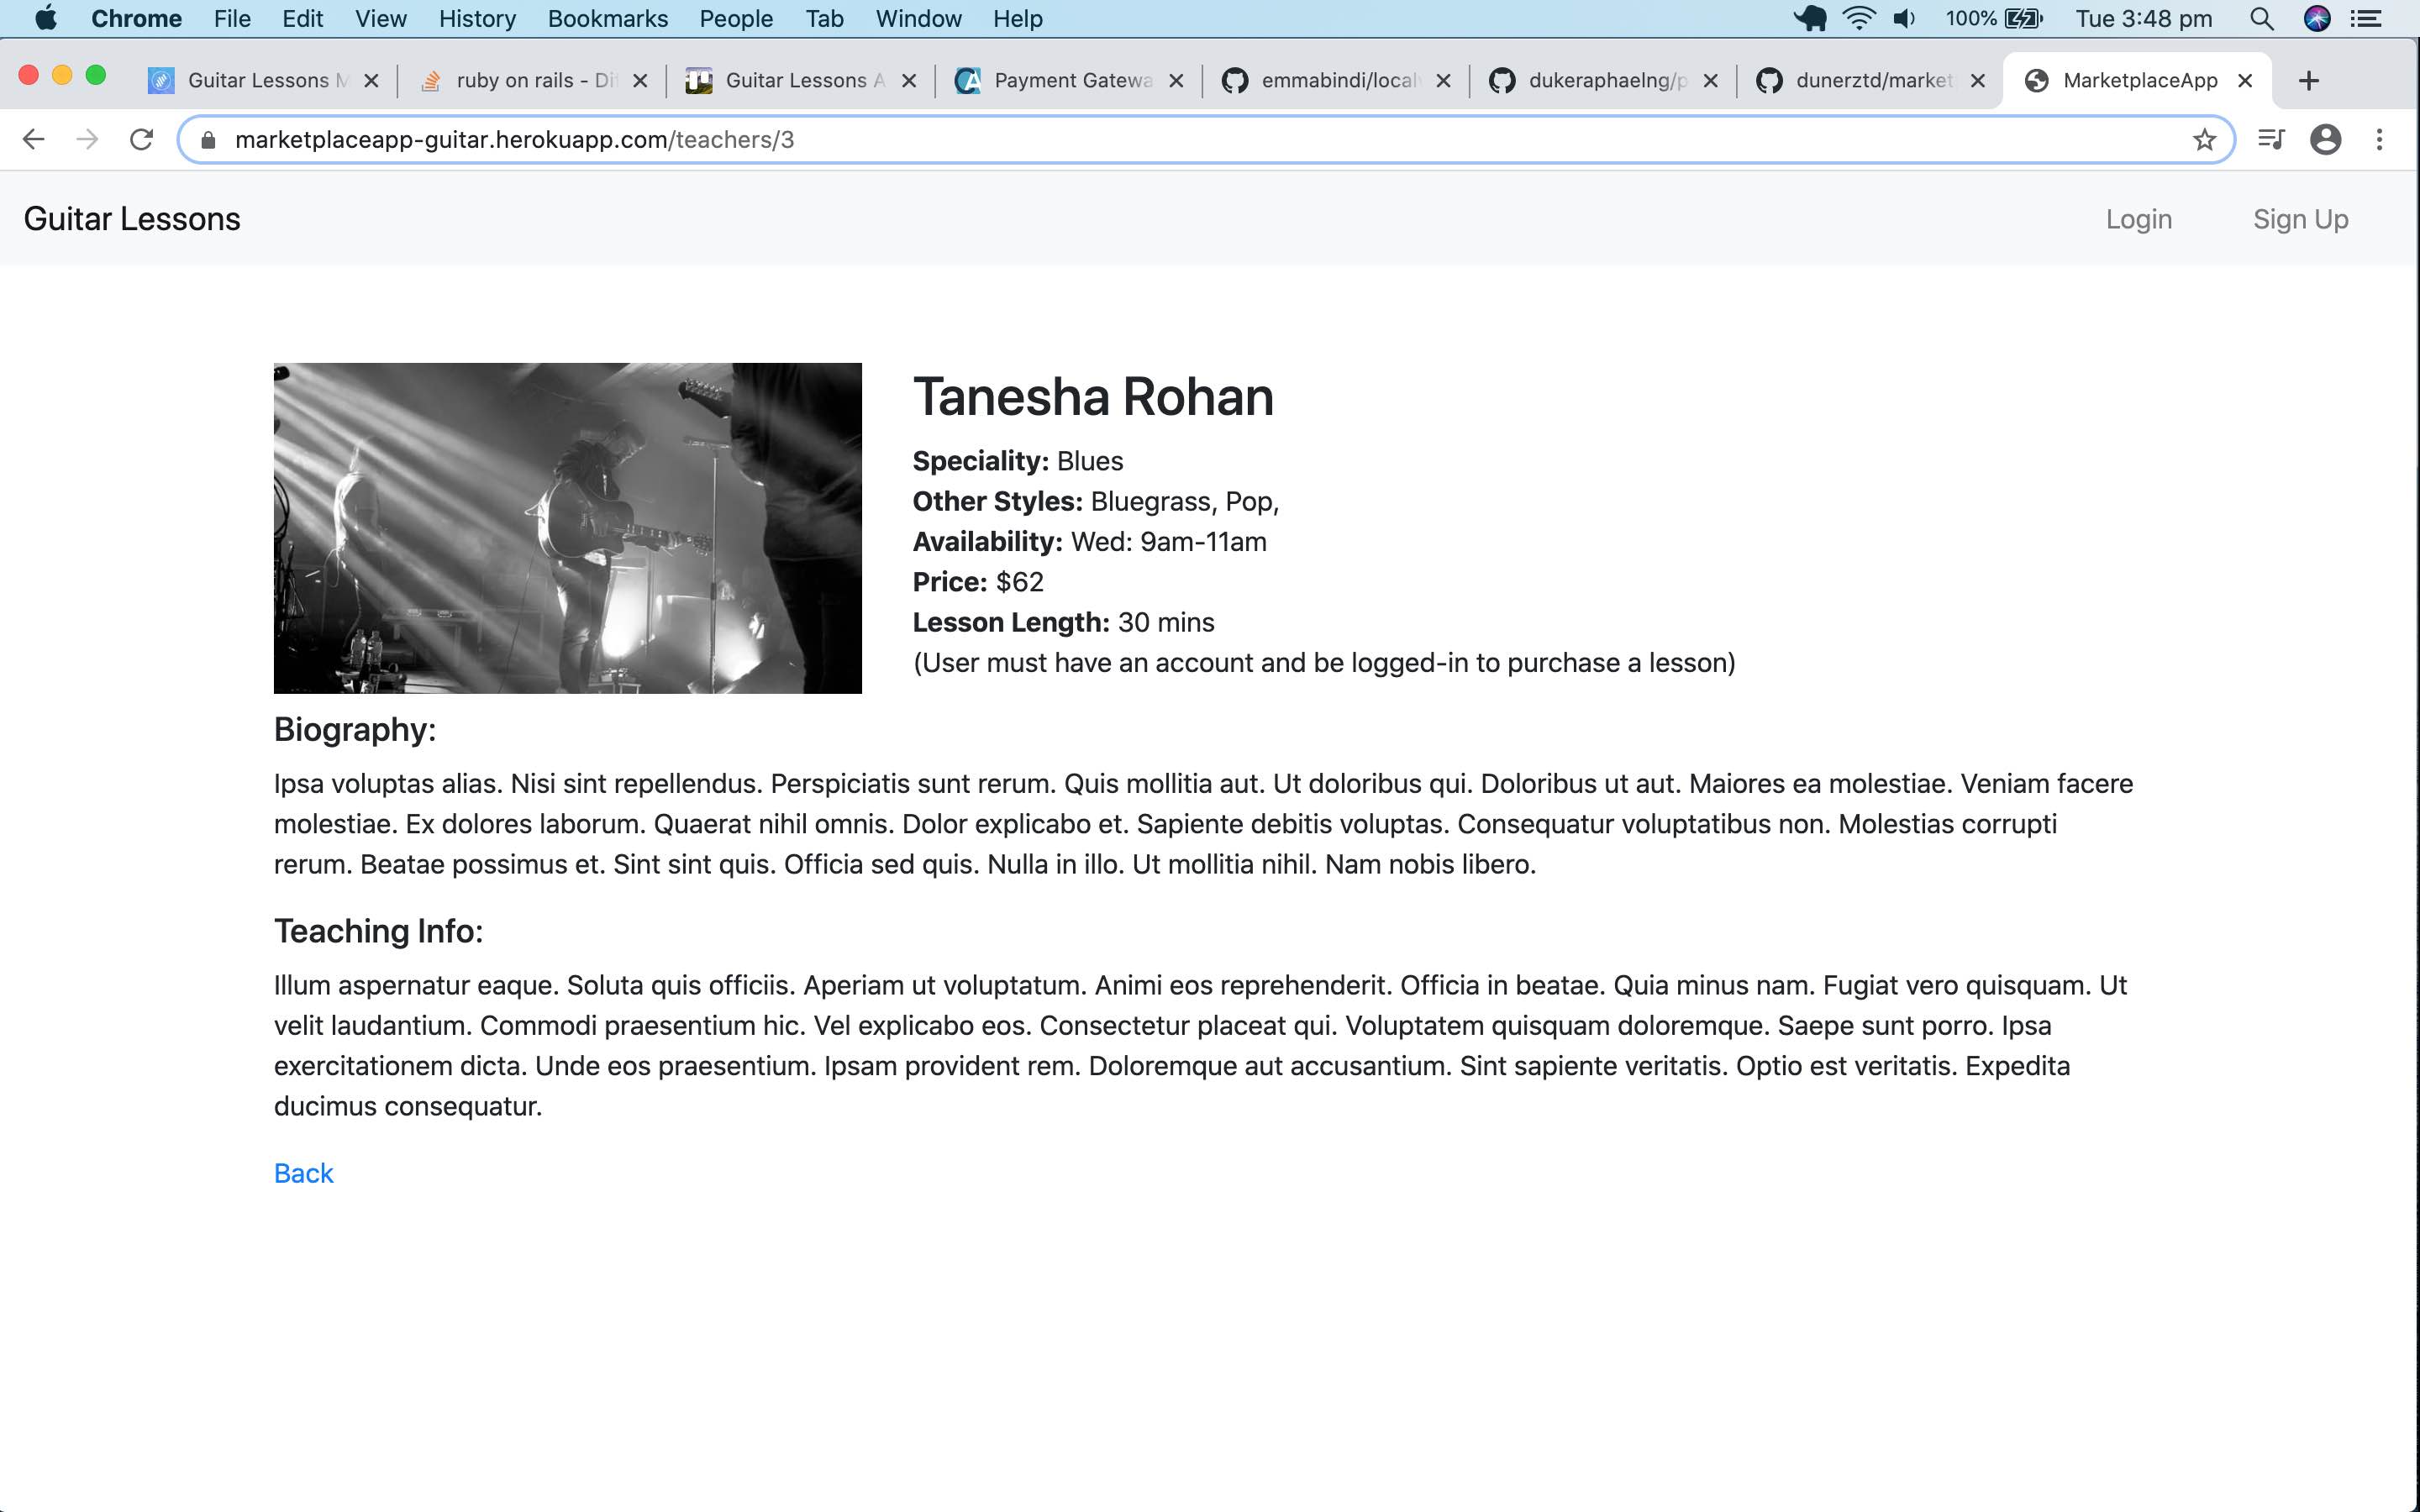 Chrome File Edit View History Bookmarks People Tab Window Help 100% Tue 3:48 pm
Guitar Lessons M ruby on rails - Di Guitar Lessons A Payment Gatewa emmabindi/local dukeraphaelng/p dunerztd/market MarketplaceApp
marketplaceapp-guitar.herokuapp.com/teachers/3
Guitar Lessons Login Sign Up
Tanesha Rohan
Speciality: Blues
Other Styles: Bluegrass, Pop,
Availability: Wed: 9am-11am
Price: $62
Lesson Length: 30 mins
(User must have an account and be logged-in to purchase a lesson)
Biography:
Ipsa voluptas alias. Nisi sint repellendus. Perspiciatis sunt rerum. Quis mollitia aut. Ut doloribus qui. Doloribus ut aut. Maiores ea molestiae. Veniam facere
molestiae. Ex dolores laborum. Quaerat nihil omnis. Dolor explicabo et. Sapiente debitis voluptas. Consequatur voluptatibus non. Molestias corrupti
rerum. Beatae possimus et. Sint sint quis. Officia sed quis. Nulla in illo. Ut mollitia nihil. Nam nobis libero.
Teaching Info:
Illum aspernatur eaque. Soluta quis officiis. Aperiam ut voluptatum. Animi eos reprehenderit. Officia in beatae. Quia minus nam. Fugiat vero quisquam. Ut
velit laudantium. Commodi praesentium hic. Vel explicabo eos. Consectetur placeat qui. Voluptatem quisquam doloremque. Saepe sunt porro. Ipsa
exercitationem dicta. Unde eos praesentium. Ipsam provident rem. Doloremque aut accusantium. Sint sapiente veritatis. Optio est veritatis. Expedita
ducimus consequatur.
Back